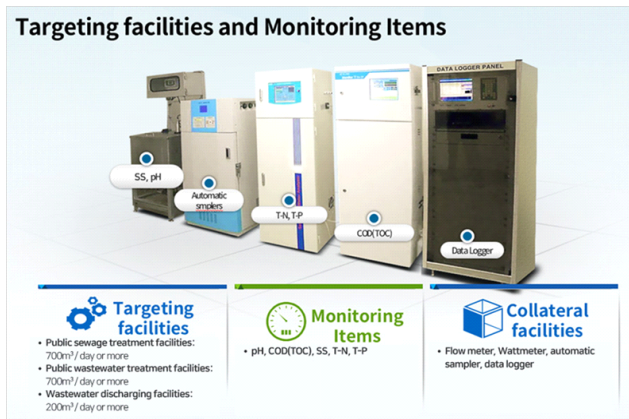 Targeting facilities and Monitoring Items
DATA LOGGER PANEL
SS, pH
Automatic
smplers
T-N, T-P
COD(TOC)
Data Logger
Targeting
facilities
• Public sewage treatment facilities:
700m³ / day or more
• Public wastewater treatment facilities:
700m³ / day or more
• Wastewater discharging facilities:
200m³ / day or more
Monitoring
Items
• pH, COD(TOC), SS, T-N, T-P
Collateral
facilities
• Flow meter, Wattmeter, automatic
sampler, data logger